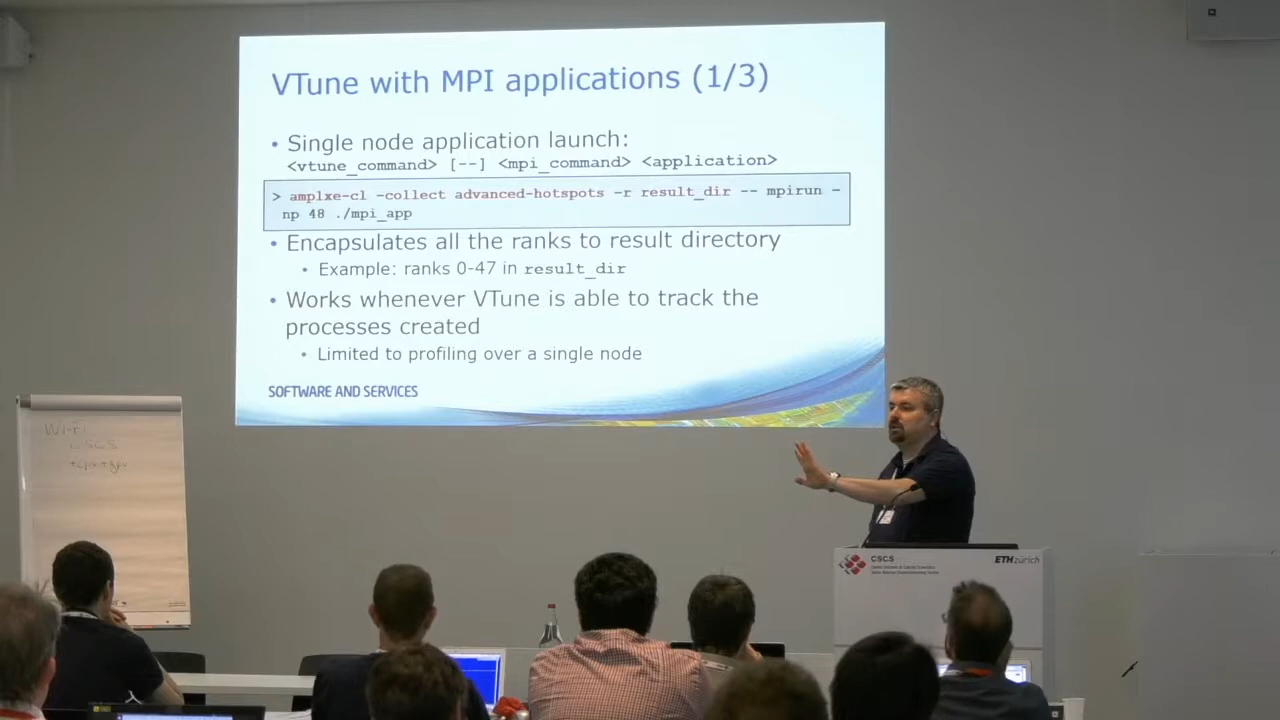 VTune with MPI applications (1/3)
• Single node application launch:
<vtune_command> [--] <mpi_command> <application>
> amplxe-cl -collect advanced-hotspots -r result_dir -- mpirun -
np 48 ./mpi_app
• Encapsulates all the ranks to result directory
• Example: ranks 0-47 in result_dir
• Works whenever VTune is able to track the
processes created
• Limited to profiling over a single node
SOFTWARE AND SERVICES
Wi-Fi
CSCS
CSCS
ETH zürich